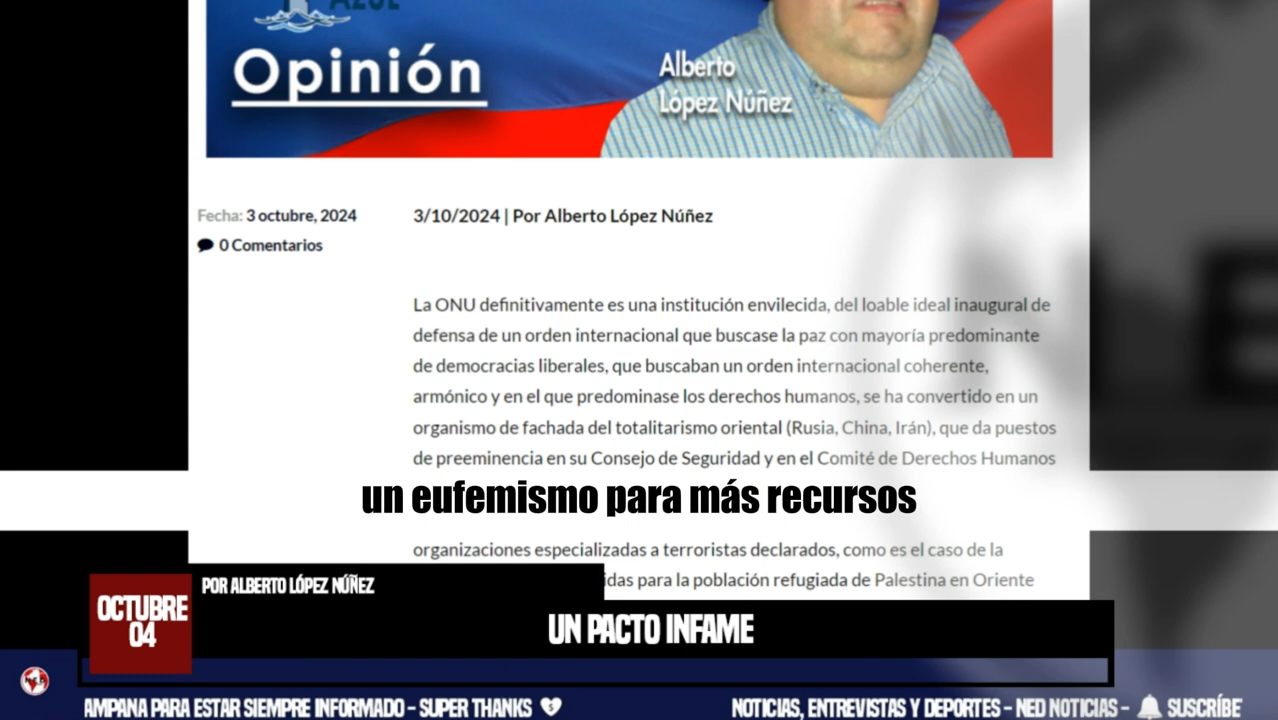 AZUL
Opinión
Alberto
López Núñez
Fecha: 3 octubre, 2024
0 Comentarios
3/10/2024 | Por Alberto López Núñez
La ONU definitivamente es una institución envilecida, del loable ideal inaugural de
defensa de un orden internacional que buscase la paz con mayoría predominante
de democracias liberales, que buscaban un orden internacional coherente,
armónico y en el que predominase los derechos humanos, se ha convertido en un
organismo de fachada del totalitarismo oriental (Rusia, China, Irán), que da puestos
de preeminencia en su Consejo de Seguridad y en el Comité de Derechos Humanos
un eufemismo para más recursos
organizaciones especializadas a terroristas declarados, como es el caso de la
idas para la población refugiada de Palestina en Oriente
POR ALBERTO LÓPEZ NÚÑEZ
OCTUBRE
04
UN PACTO INFAME
AMPANA PARA ESTAR SIEMPRE INFORMADO - SUPER THANKS
NOTICIAS, ENTREVISTAS Y DEPORTES - NED NOTICIAS -
SUSCRÍBE